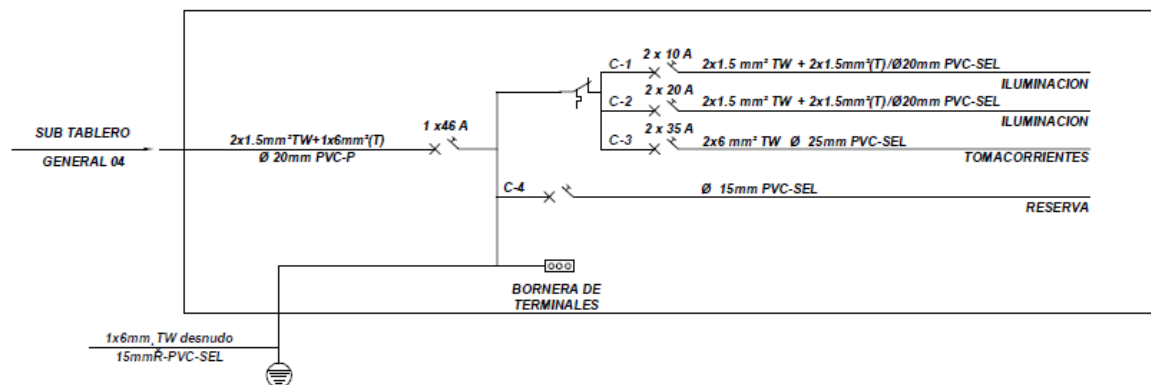 C-1
2 x 10 A
2x1.5 mm² TW + 2x1.5mm²(T)/Ø20mm PVC-SEL
ILUMINACION
C-2
2 x 20 A
2x1.5 mm² TW + 2x1.5mm²(T)/Ø20mm PVC-SEL
ILUMINACION
SUB TABLERO
GENERAL 04
2x1.5mm²TW+1x6mm²(T)
Ø 20mm PVC-P
1 x46 A
C-3
2 x 35 A
2x6 mm² TW Ø 25mm PVC-SEL
TOMACORRIENTES
C-4
Ø 15mm PVC-SEL
RESERVA
BORNERA DE
TERMINALES
1x6mm¸TW desnudo
15mmŘ-PVC-SEL